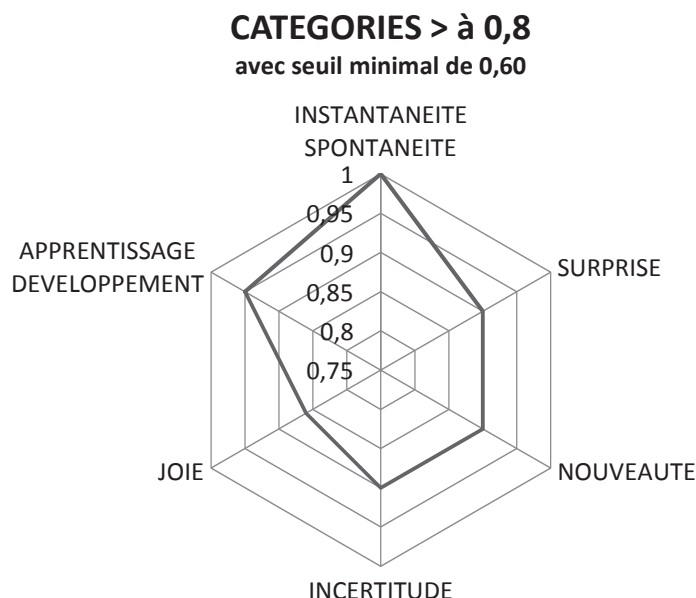 CATEGORIES > à 0,8
avec seuil minimal de 0,60
INSTANTANEITE
SPONTANEITE
1
0,95
0,9
0,85
0,8
0,75
SURPRISE
NOUVEAUTE
INCERTITUDE
JOIE
APPRENTISSAGE
DEVELOPPEMENT